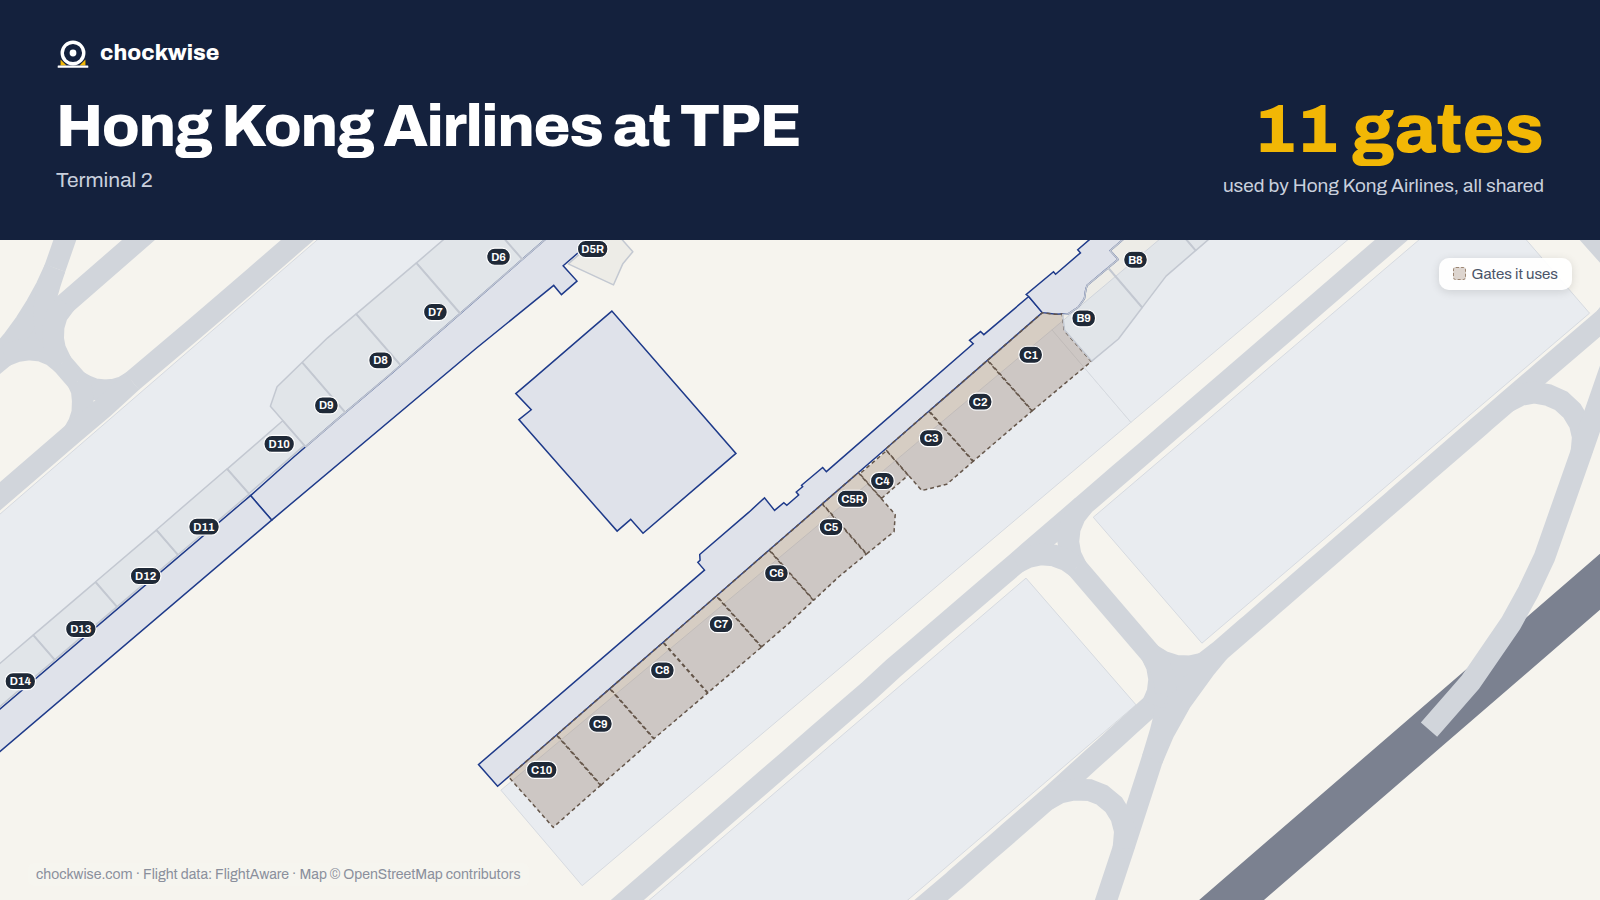 chockwise
Hong Kong Airlines at TPE
Terminal 2
11 gates
used by Hong Kong Airlines, all shared
Gates it uses
D5R
D6
D7
D8
D9
D10
D11
D12
D13
D14
B8
B9
C1
C2
C3
C4
C5R
C5
C6
C7
C8
C9
C10
chockwise.com · Flight data: FlightAware · Map © OpenStreetMap contributors